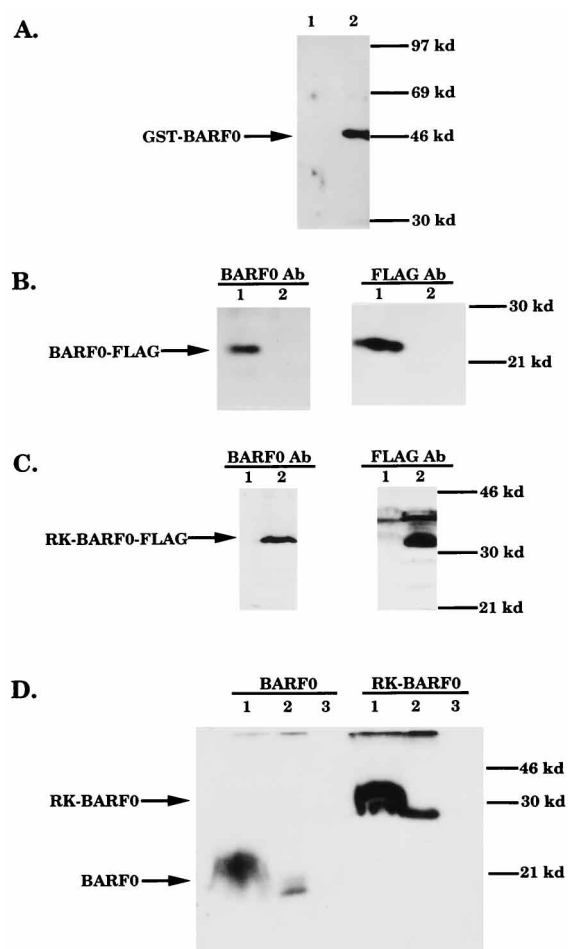 A.
1 2
97 kd
69 kd
GST-BARF0
46 kd
30 kd
B.
BARF0 Ab
FLAG Ab
1 2
1 2
30 kd
BARF0-FLAG
21 kd
C.
BARF0 Ab
FLAG Ab
1 2
1 2
46 kd
RK-BARF0-FLAG
30 kd
21 kd
D.
BARF0
RK-BARF0
1 2 3
1 2 3
46 kd
RK-BARF0
30 kd
21 kd
BARF0